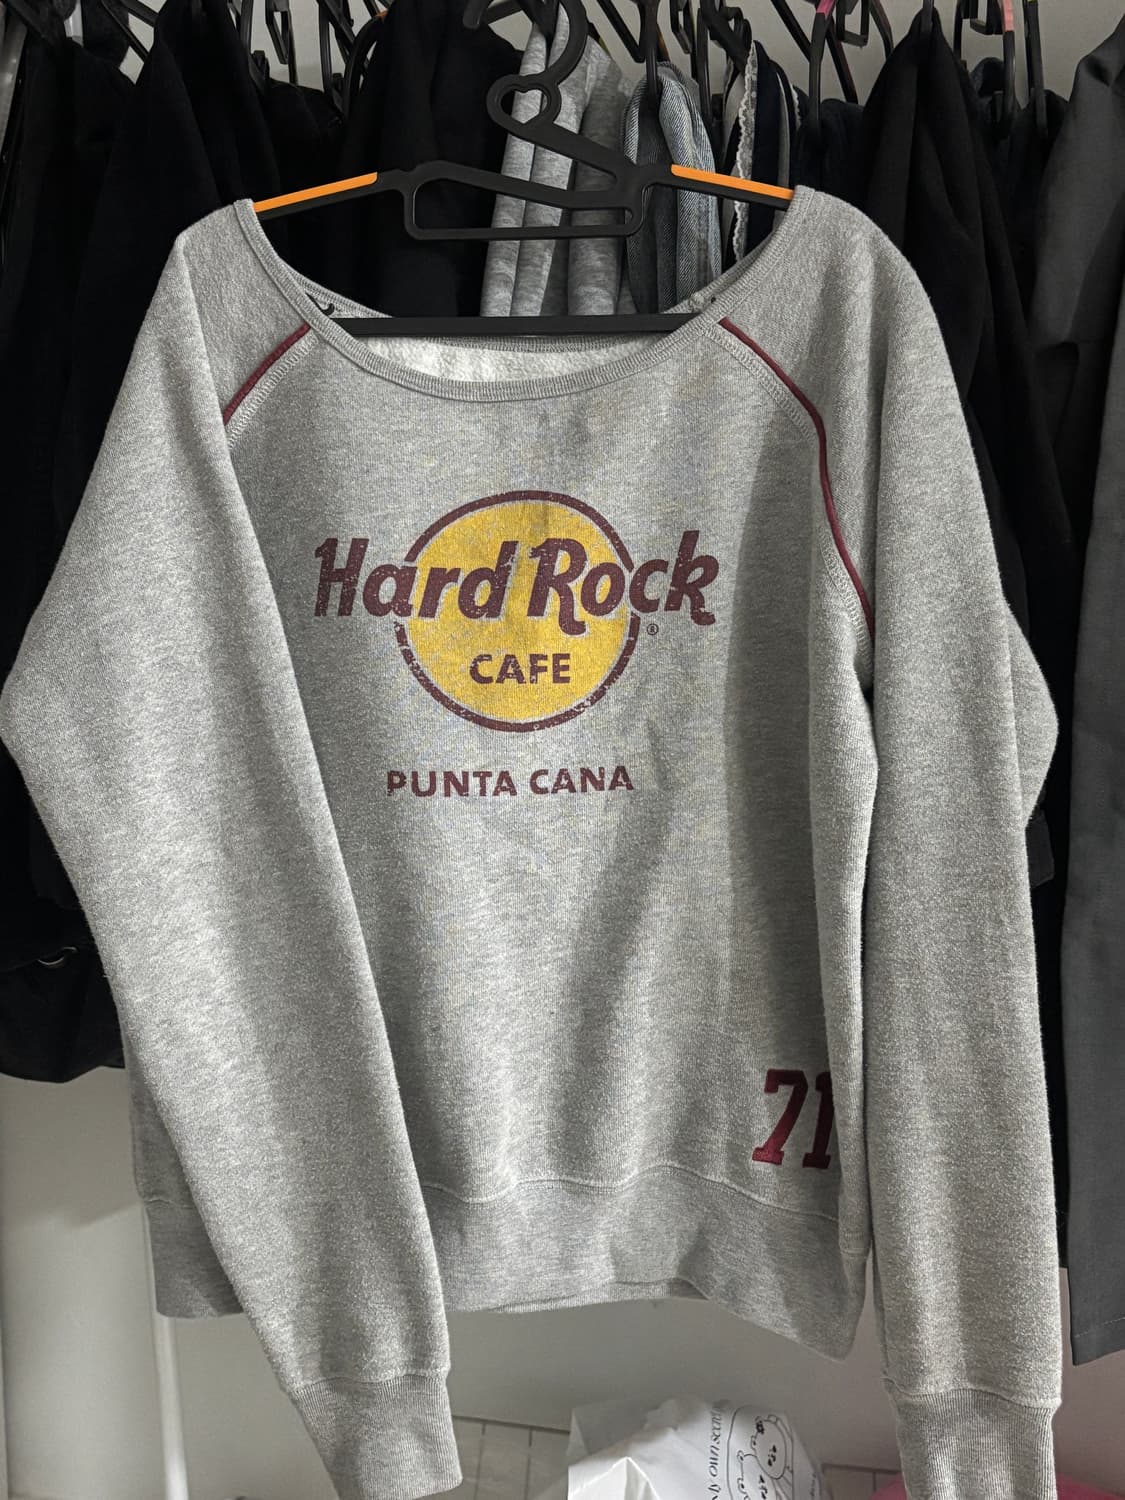 Hard Rock
®
CAFE
PUNTA CANA
71